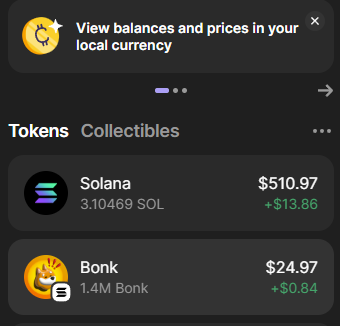 View balances and prices in your
local currency
Tokens Collectibles
Solana $510.97
3.10469 SOL +$13.86
Bonk $24.97
1.4M Bonk +$0.84